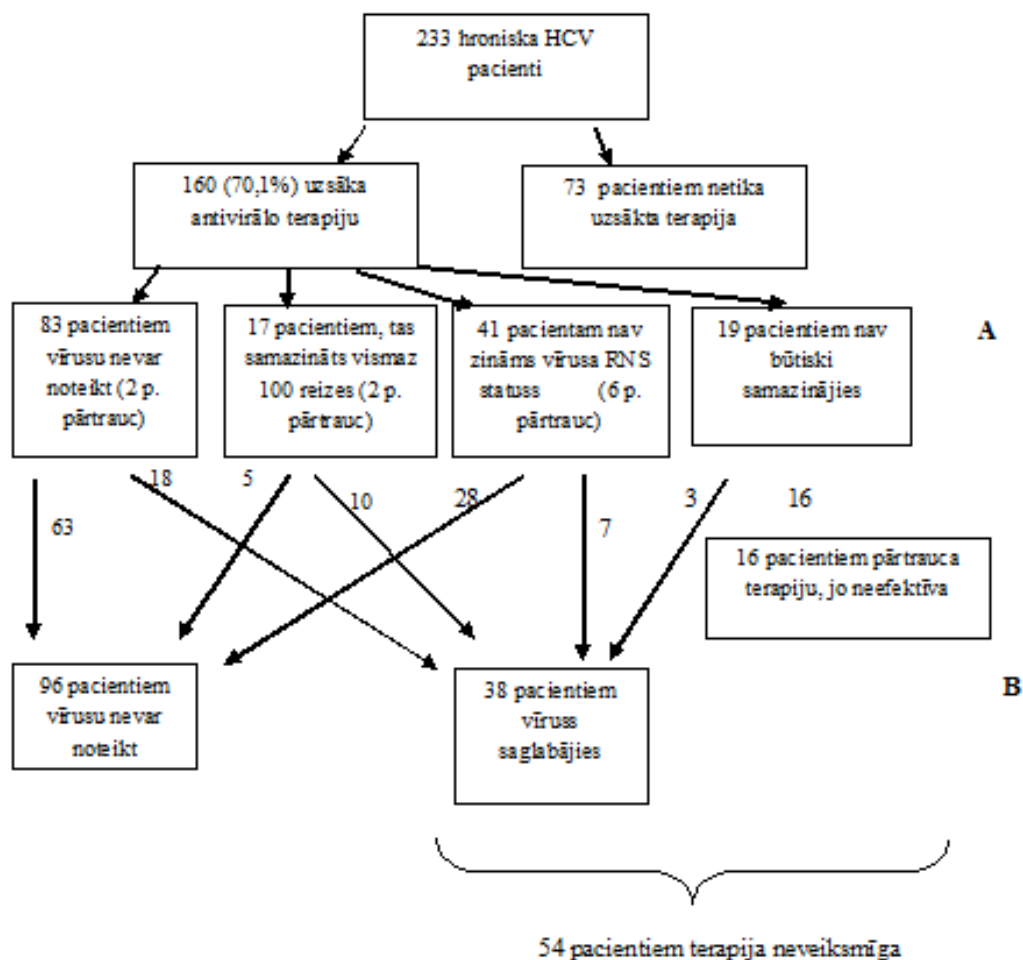 233 hroniska HCV
pacienti
160 (70,1%) uzsāka
antivirālo terapiju
73 pacientiem netika
uzsākta terapija
83 pacientiem
vīrusu nevar
noteikt (2 p.
pārtrauc)
17 pacientiem, tas
samazināts vismaz
100 reizes (2 p.
pārtrauc)
41 pacientam nav
zināms vīrusa RNS
statuss (6 p.
pārtrauc)
19 pacientiem nav
būtiski
samazinājies
A
63
18
5
10
28
7
3
16
16 pacientiem pārtrauca
terapiju, jo neefektīva
96 pacientiem
vīrusu nevar
noteikt
38 pacientiem
vīruss
saglabājies
B
54 pacientiem terapija neveiksmīga